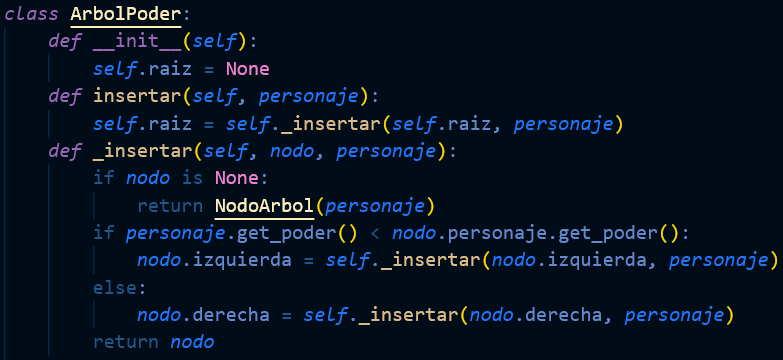 class ArbolPoder:
    def __init__(self):
        self.raiz = None
    def insertar(self, personaje):
        self.raiz = self._insertar(self.raiz, personaje)
    def _insertar(self, nodo, personaje):
        if nodo is None:
            return NodoArbol(personaje)
        if personaje.get_poder() < nodo.personaje.get_poder():
            nodo.izquierda = self._insertar(nodo.izquierda, personaje)
        else:
            nodo.derecha = self._insertar(nodo.derecha, personaje)
        return nodo